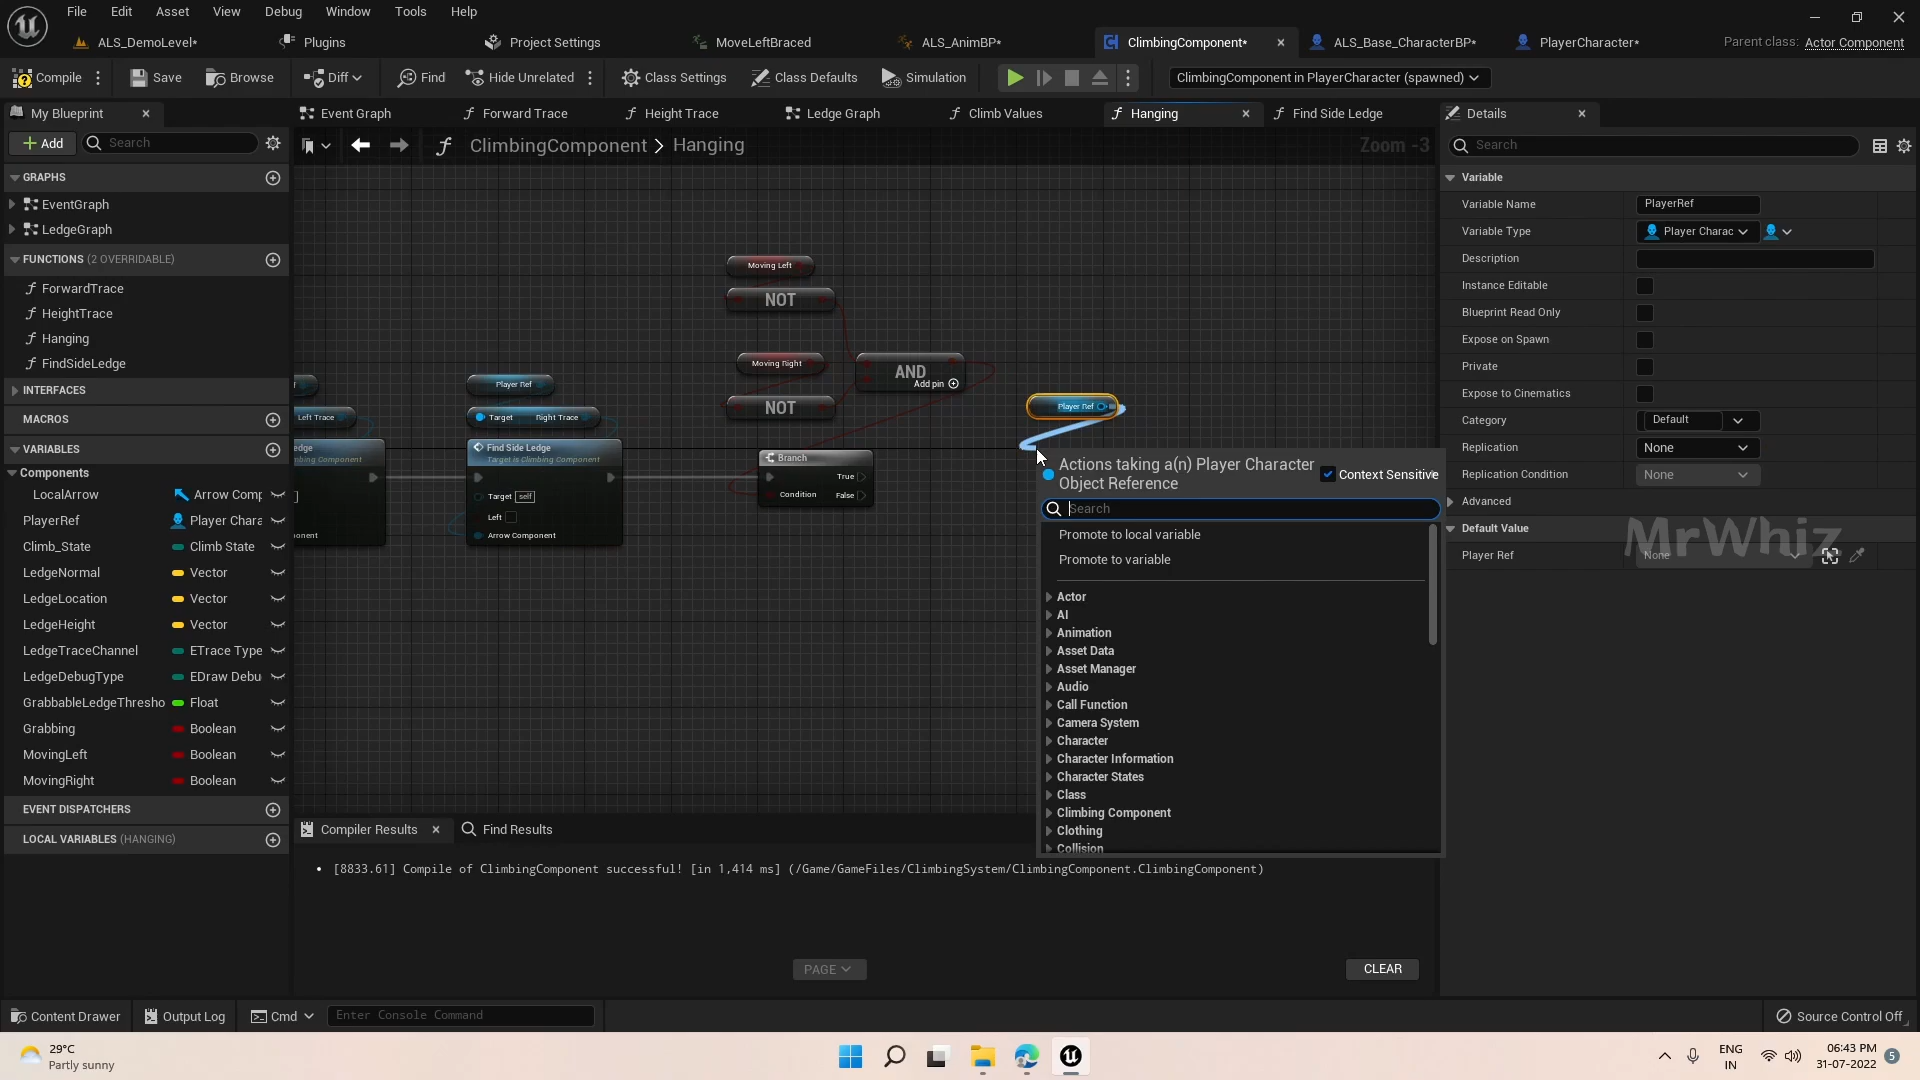 File Edit Asset View Debug Window Tools Help
ALS_DemoLevel* Plugins Project Settings MoveLeftBraced ALS_AnimBP* ClimbingComponent* ALS_Base_CharacterBP* PlayerCharacter* Parent class: Actor Component
Compile Save Browse Diff Find Hide Unrelated Class Settings Class Defaults Simulation ClimbingComponent in PlayerCharacter (spawned)
My Blueprint Event Graph Forward Trace Height Trace Ledge Graph Climb Values Hanging Find Side Ledge Details
Add Search
ClimbingComponent > Hanging Zoom -3
Search
GRAPHS
EventGraph
LedgeGraph
FUNCTIONS (2 OVERRIDABLE)
ForwardTrace
HeightTrace
Hanging
FindSideLedge
INTERFACES
MACROS
VARIABLES
Components
LocalArrow Arrow Comp
PlayerRef Player Chara
Climb_State Climb State
LedgeNormal Vector
LedgeLocation Vector
LedgeHeight Vector
LedgeTraceChannel ETrace Type
LedgeDebugType EDraw Debu
GrabbableLedgeThresho Float
Grabbing Boolean
MovingLeft Boolean
MovingRight Boolean
EVENT DISPATCHERS
LOCAL VARIABLES (HANGING)
Moving Left
NOT
Moving Right
NOT
AND
Add pin
Player Ref
Left Trace
Target Right Trace
edge
mbing Component
onent
Find Side Ledge
Target is Climbing Component
Target self
Left
Arrow Component
Branch
True
Condition False
Player Ref
Actions taking a(n) Player Character
Object Reference
Context Sensitive
Search
Promote to local variable
Promote to variable
Actor
AI
Animation
Asset Data
Asset Manager
Audio
Call Function
Camera System
Character
Character Information
Character States
Class
Climbing Component
Clothing
Collision
Variable
Variable Name PlayerRef
Variable Type Player Charac
Description
Instance Editable
Blueprint Read Only
Expose on Spawn
Private
Expose to Cinematics
Category Default
Replication None
Replication Condition None
Advanced
Default Value
Player Ref None
MrWhiz
Compiler Results Find Results
[8833.61] Compile of ClimbingComponent successful! [in 1,414 ms] (/Game/GameFiles/ClimbingSystem/ClimbingComponent.ClimbingComponent)
PAGE CLEAR
Content Drawer Output Log Cmd Enter Console Command Source Control Off
29°C
Partly sunny
ENG
IN
06:43 PM
31-07-2022
5